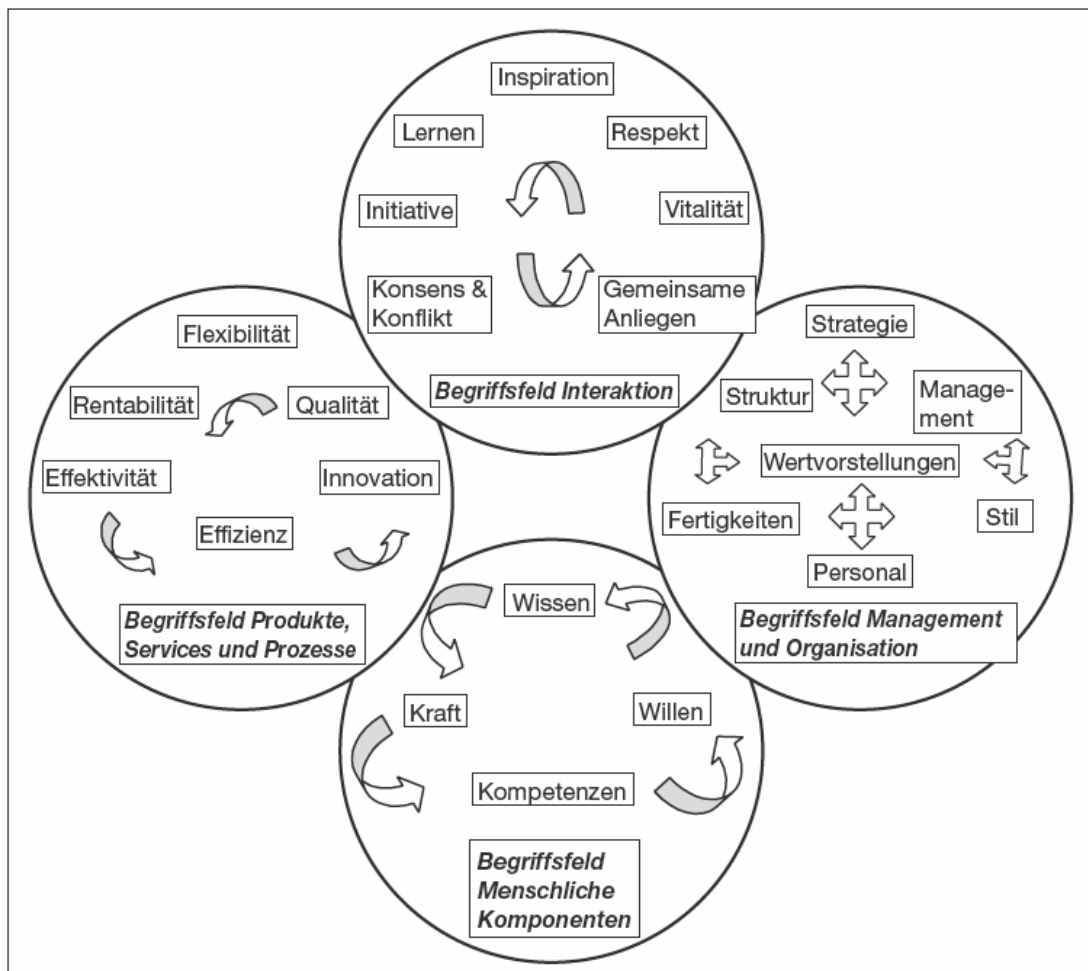 Inspiration
Lernen
Respekt
Initiative
Vitalität
Konsens &
Konflikt
Gemeinsame
Anliegen
Begriffsfeld Interaktion
Flexibilität
Rentabilität
Qualität
Effektivität
Innovation
Effizienz
Begriffsfeld Produkte,
Services und Prozesse
Strategie
Struktur
Manage-
ment
Wertvorstellungen
Fertigkeiten
Stil
Personal
Begriffsfeld Management
und Organisation
Wissen
Kraft
Willen
Kompetenzen
Begriffsfeld
Menschliche
Komponenten